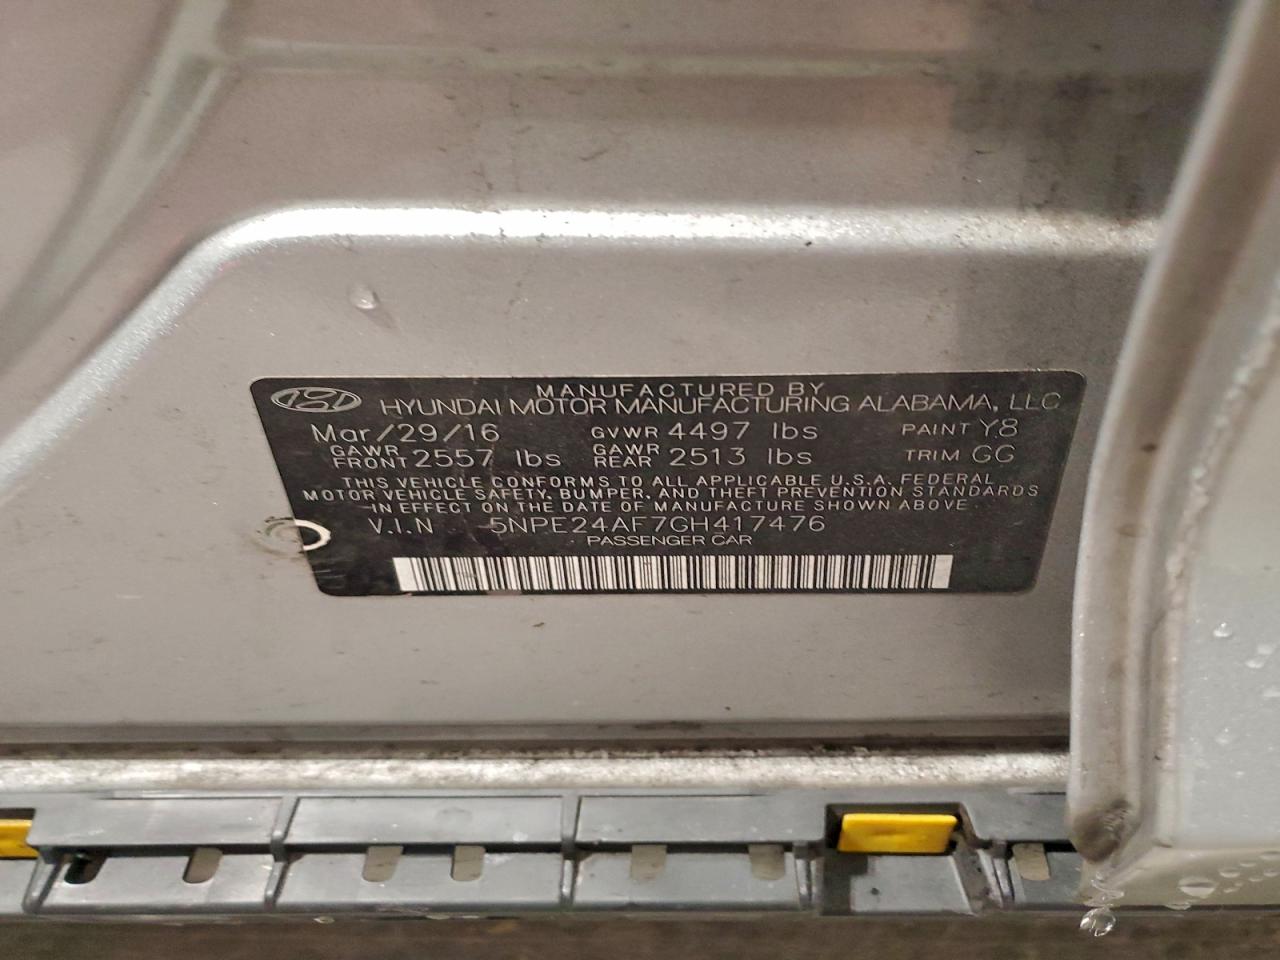 MANUFACTURED BY
HYUNDAI MOTOR MANUFACTURING ALABAMA, LLC
Mar/29/16 GVWR 4497 lbs PAINT Y8
GAWR FRONT 2557 lbs GAWR REAR 2513 lbs TRIM GG
THIS VEHICLE CONFORMS TO ALL APPLICABLE U.S.A. FEDERAL
MOTOR VEHICLE SAFETY, BUMPER, AND THEFT PREVENTION STANDARDS
IN EFFECT ON THE DATE OF MANUFACTURE SHOWN ABOVE.
V.I.N 5NPE24AF7GH417476
PASSENGER CAR